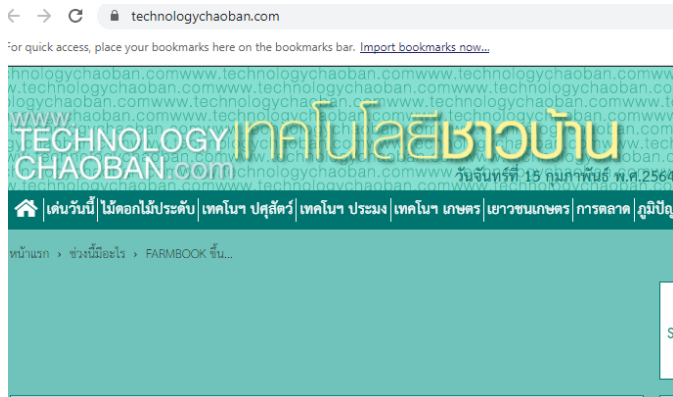 technologychaoban.com
For quick access, place your bookmarks here on the bookmarks bar. Import bookmarks now...
www.
TECHNOLOGY
CHAOBAN.com
เทคโนโลยีชาวบ้าน
วันจันทร์ที่ 15 กุมภาพันธ์ พ.ศ.2564
เด่นวันนี้ ไม้ดอกไม้ประดับ เทคโนฯ ปศุสัตว์ เทคโนฯ ประมง เทคโนฯ เกษตร เยาวชนเกษตร การตลาด ภูมิปัญ
หน้าแรก › ช่วงนี้มีอะไร › FARMBOOK ขึ้น...
S